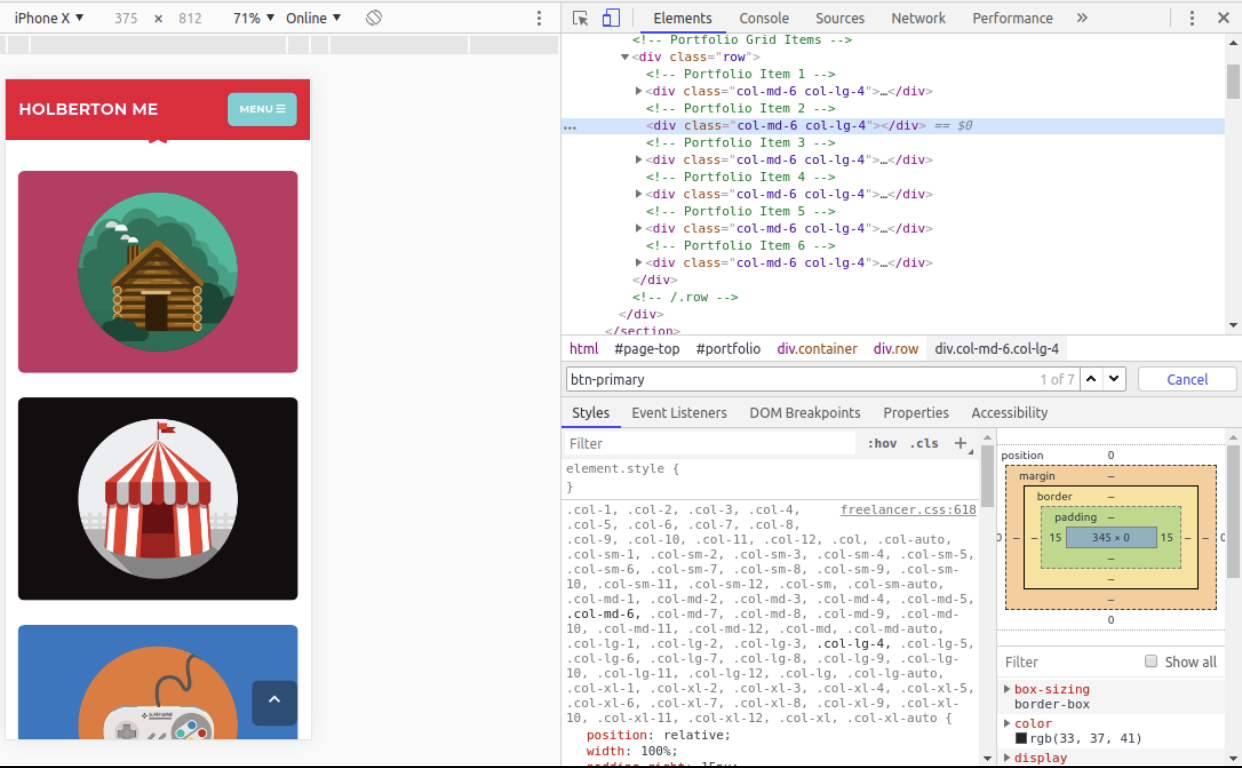 iPhone X ▼ 375 × 812 71% ▼ Online ▼
Elements Console Sources Network Performance »
HOLBERTON ME
MENU ☰
<!-- Portfolio Grid Items -->
▼<div class="row">
<!-- Portfolio Item 1 -->
▶<div class="col-md-6 col-lg-4">…</div>
<!-- Portfolio Item 2 -->
… <div class="col-md-6 col-lg-4"></div> == $0
<!-- Portfolio Item 3 -->
▶<div class="col-md-6 col-lg-4">…</div>
<!-- Portfolio Item 4 -->
▶<div class="col-md-6 col-lg-4">…</div>
<!-- Portfolio Item 5 -->
▶<div class="col-md-6 col-lg-4">…</div>
<!-- Portfolio Item 6 -->
▶<div class="col-md-6 col-lg-4">…</div>
</div>
<!-- /.row -->
</div>
</section>
html #page-top #portfolio div.container div.row div.col-md-6.col-lg-4
btn-primary 1 of 7 Cancel
Styles Event Listeners DOM Breakpoints Properties Accessibility
Filter :hov .cls +
element.style {
}
.col-1, .col-2, .col-3, .col-4, freelancer.css:618
.col-5, .col-6, .col-7, .col-8,
.col-9, .col-10, .col-11, .col-12, .col, .col-auto,
.col-sm-1, .col-sm-2, .col-sm-3, .col-sm-4, .col-sm-5,
.col-sm-6, .col-sm-7, .col-sm-8, .col-sm-9, .col-sm-
10, .col-sm-11, .col-sm-12, .col-sm, .col-sm-auto,
.col-md-1, .col-md-2, .col-md-3, .col-md-4, .col-md-5,
.col-md-6, .col-md-7, .col-md-8, .col-md-9, .col-md-
10, .col-md-11, .col-md-12, .col-md, .col-md-auto,
.col-lg-1, .col-lg-2, .col-lg-3, .col-lg-4, .col-lg-5,
.col-lg-6, .col-lg-7, .col-lg-8, .col-lg-9, .col-lg-
10, .col-lg-11, .col-lg-12, .col-lg, .col-lg-auto,
.col-xl-1, .col-xl-2, .col-xl-3, .col-xl-4, .col-xl-5,
.col-xl-6, .col-xl-7, .col-xl-8, .col-xl-9, .col-xl-
10, .col-xl-11, .col-xl-12, .col-xl, .col-xl-auto {
position: relative;
width: 100%;
padding-right: 15px;
position 0
margin –
border –
padding –
0 – – 15 345 × 0 15 – – 0
–
–
–
0
Filter Show all
▶ box-sizing
border-box
▶ color
rgb(33, 37, 41)
▶ display